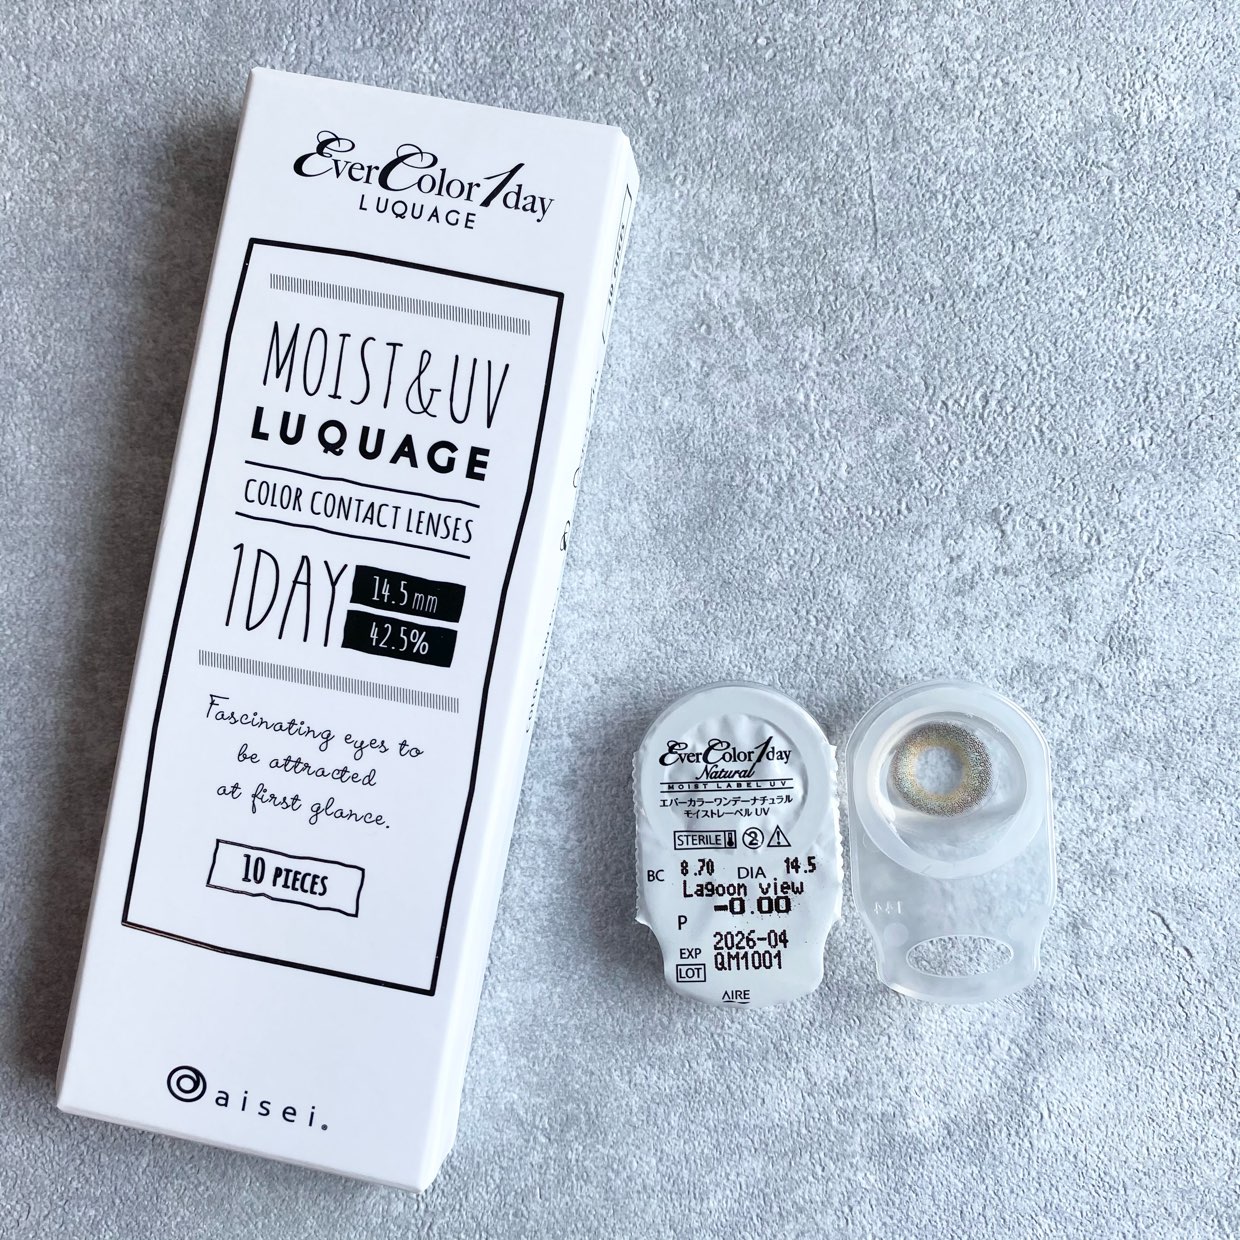 EverColor1day
LUQUAGE
MOIST&UV
LUQUAGE
COLOR CONTACT LENSES
1DAY
14.5mm
42.5%
Fascinating eyes to
be attracted
at first glance.
10 PIECES
aisei.
EverColor1day
Natural
MOIST LABEL UV
エバーカラーワンデーナチュラル
モイストレーベル UV
STERILE
2
BC 8.70 DIA 14.5
Lagoon view
P -0.00
EXP 2026-04
LOT QM1001
AIRE